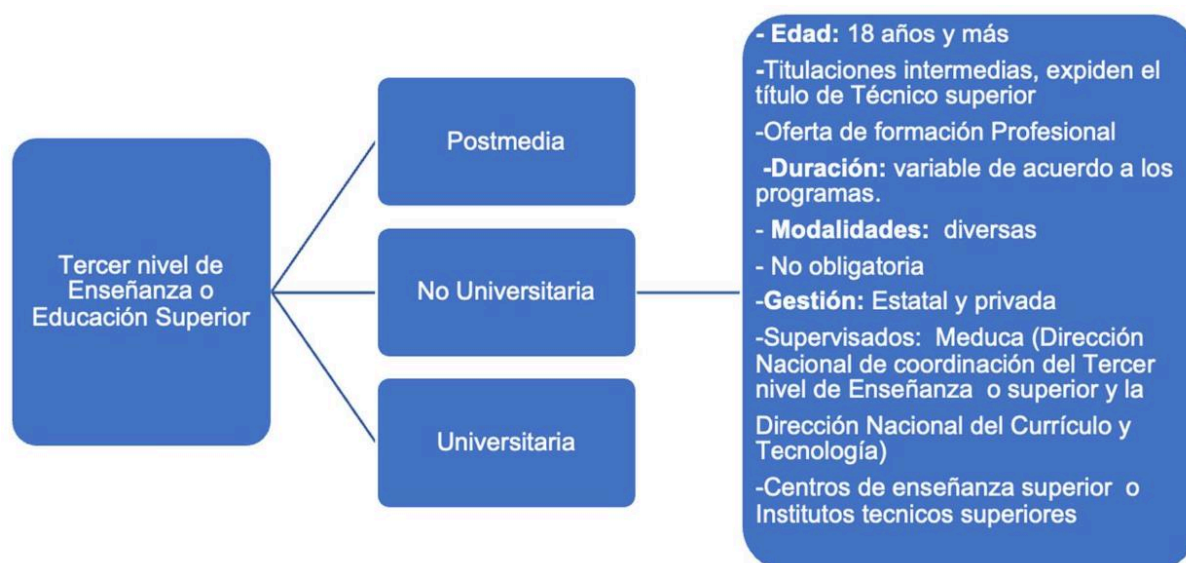 Tercer nivel de
Enseñanza o
Educación Superior
Postmedia
No Universitaria
Universitaria
- Edad: 18 años y más
-Titulaciones intermedias, expiden el
título de Técnico superior
-Oferta de formación Profesional
-Duración: variable de acuerdo a los
programas.
- Modalidades: diversas
- No obligatoria
-Gestión: Estatal y privada
-Supervisados: Meduca (Dirección
Nacional de coordinación del Tercer
nivel de Enseñanza o superior y la
Dirección Nacional del Currículo y
Tecnología)
-Centros de enseñanza superior o
Institutos tecnicos superiores